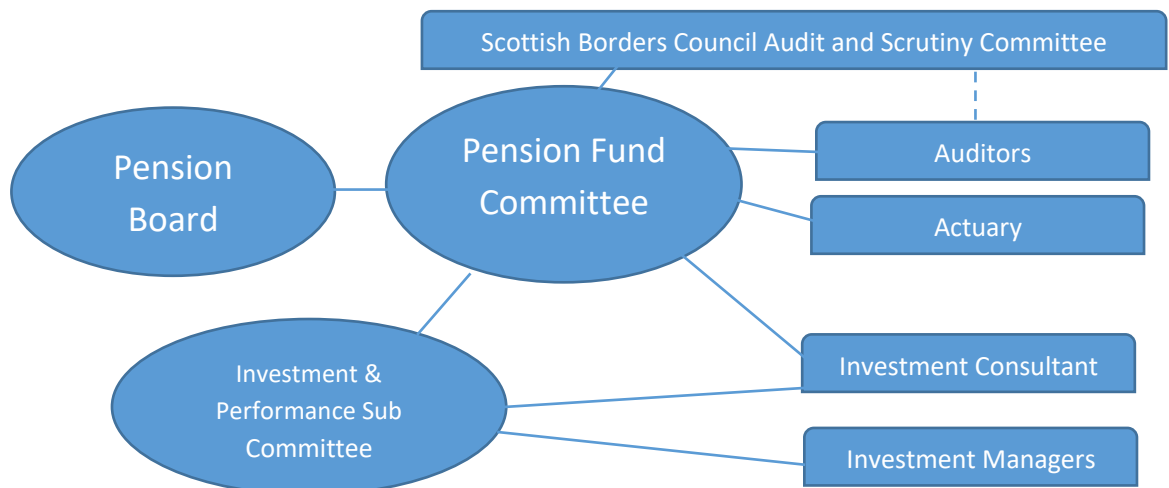 Scottish Borders Council Audit and Scrutiny Committee
Pension
Board
Pension Fund
Committee
Auditors
Actuary
Investment &
Performance Sub
Committee
Investment Consultant
Investment Managers